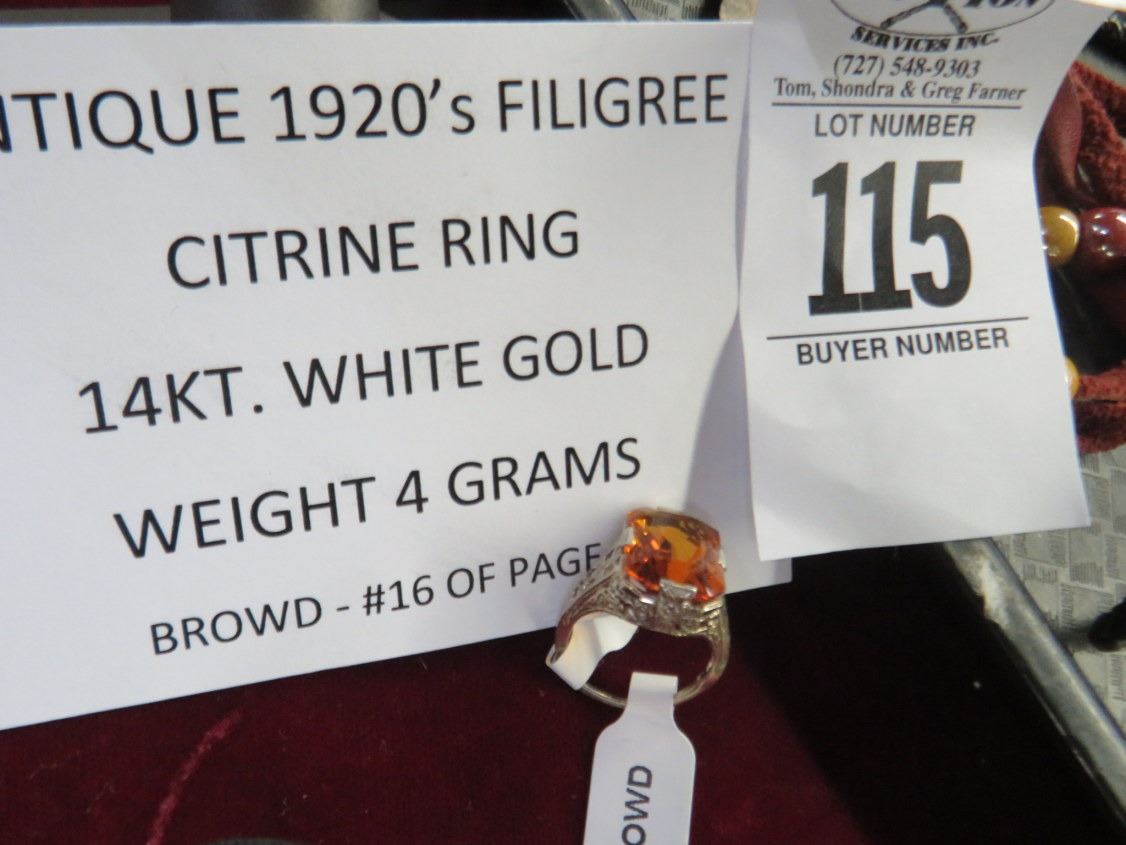 NTIQUE 1920's FILIGREE
CITRINE RING
14KT. WHITE GOLD
WEIGHT 4 GRAMS
BROWD - #16 OF PAGE
SERVICES INC.
(727) 548-9303
Tom, Shondra & Greg Farner
LOT NUMBER
115
BUYER NUMBER
OWD